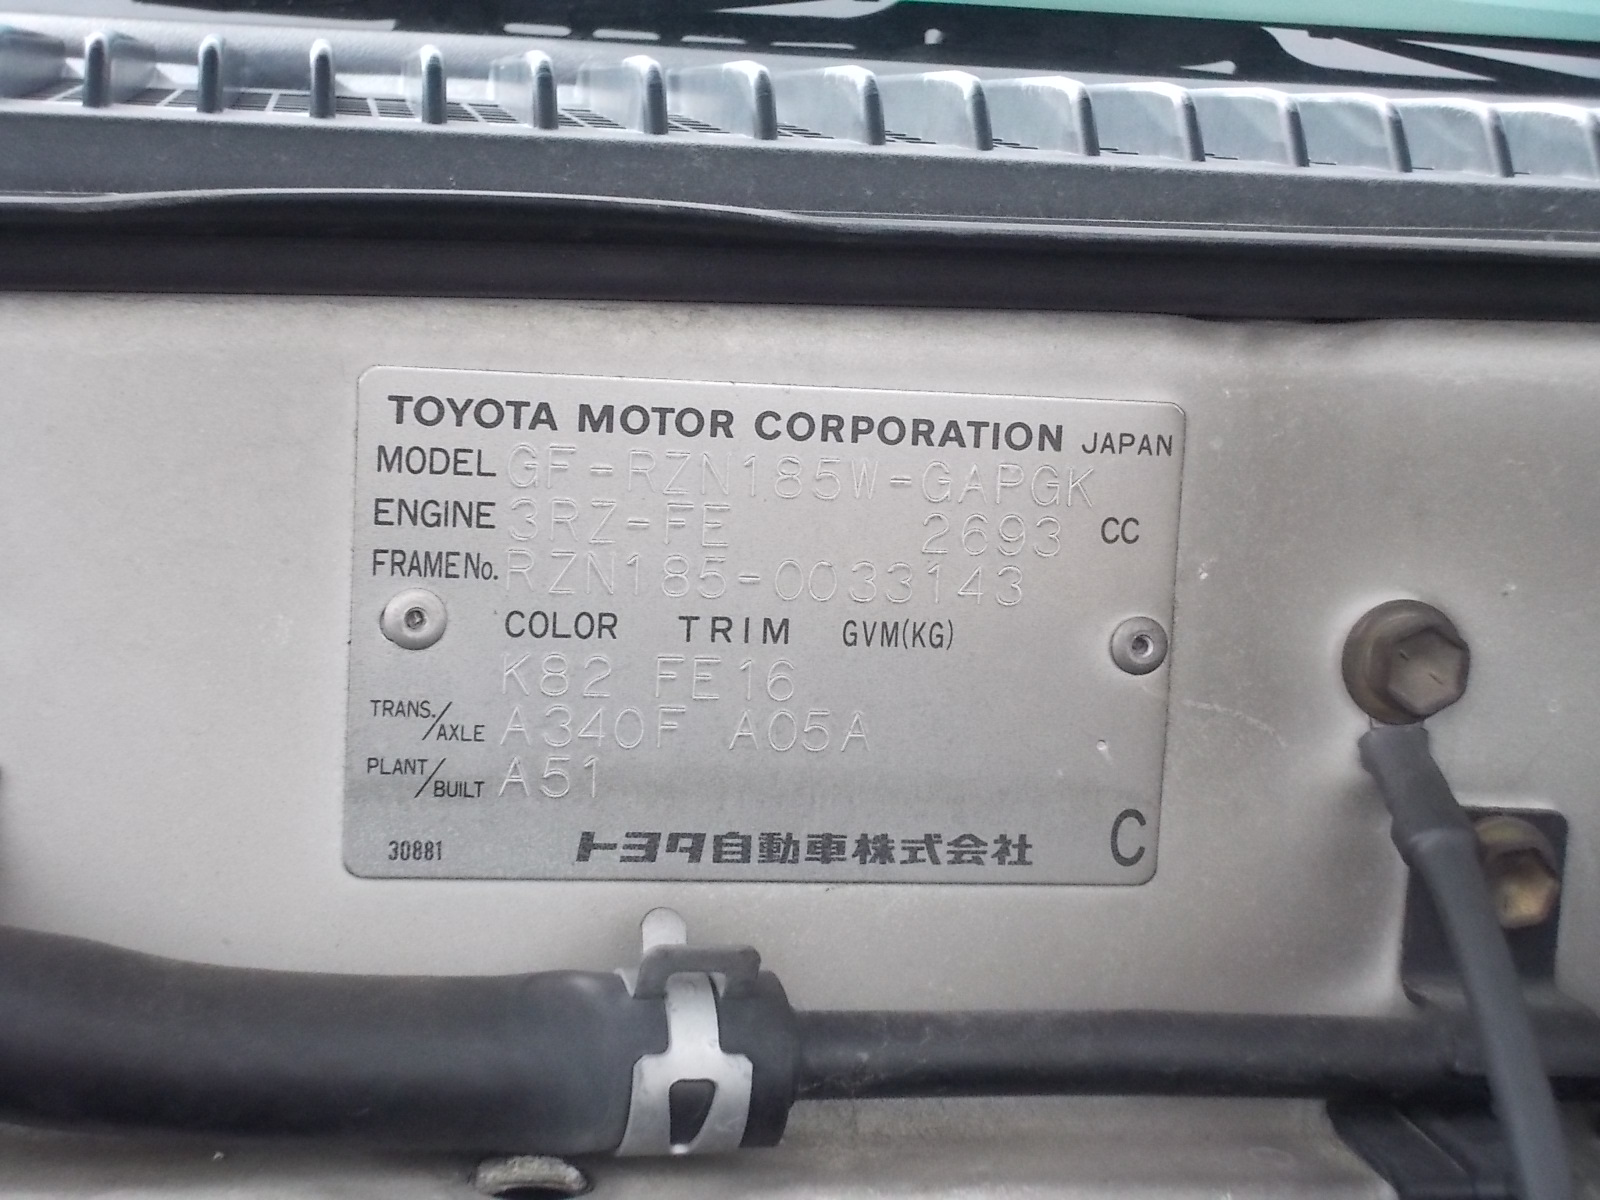 TOYOTA MOTOR CORPORATION JAPAN
MODEL GF-RZN185W-GAPGK
ENGINE 3RZ-FE 2693 CC
FRAME No. RZN185-0033143
COLOR TRIM GVM(KG)
K82 FE16
TRANS./AXLE A340F A05A
PLANT/BUILT A51
30881 トヨタ自動車株式会社 C